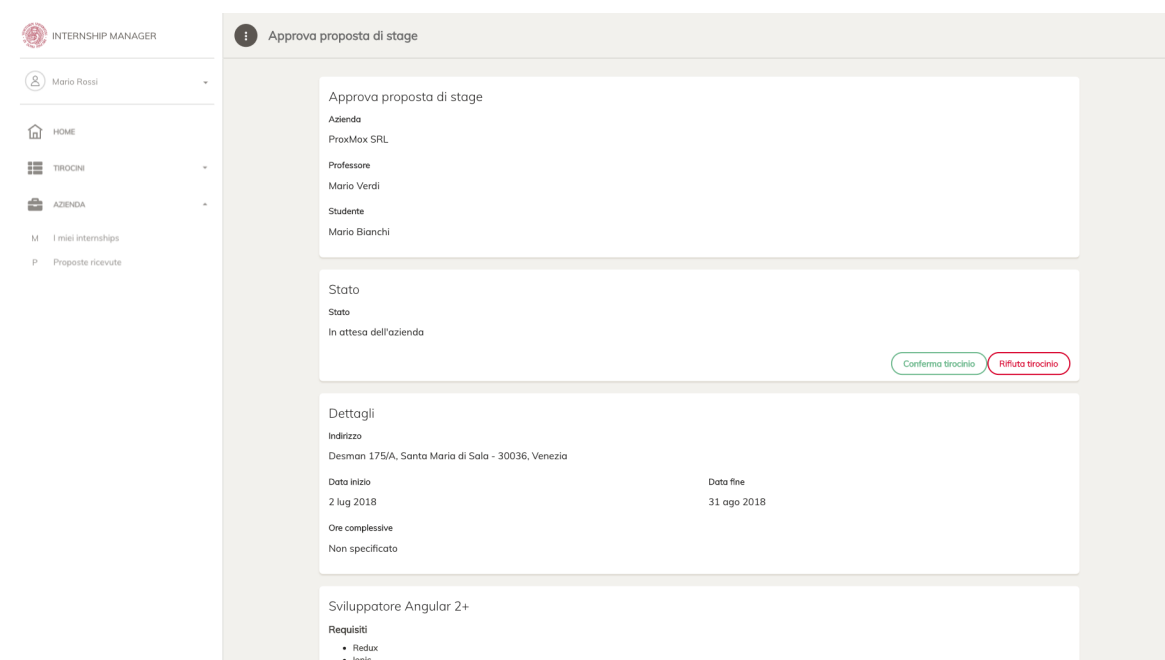 INTERNSHIP MANAGER
Mario Rossi
HOME
TIROCINI
AZIENDA
M I miei internships
P Proposte ricevute
Approva proposta di stage
Approva proposta di stage
Azienda
ProxMox SRL
Professore
Mario Verdi
Studente
Mario Bianchi
Stato
Stato
In attesa dell'azienda
Conferma tirocinio Rifiuta tirocinio
Dettagli
Indirizzo
Desman 175/A, Santa Maria di Sala - 30036, Venezia
Data inizio Data fine
2 lug 2018 31 ago 2018
Ore complessive
Non specificato
Sviluppatore Angular 2+
Requisiti
Redux